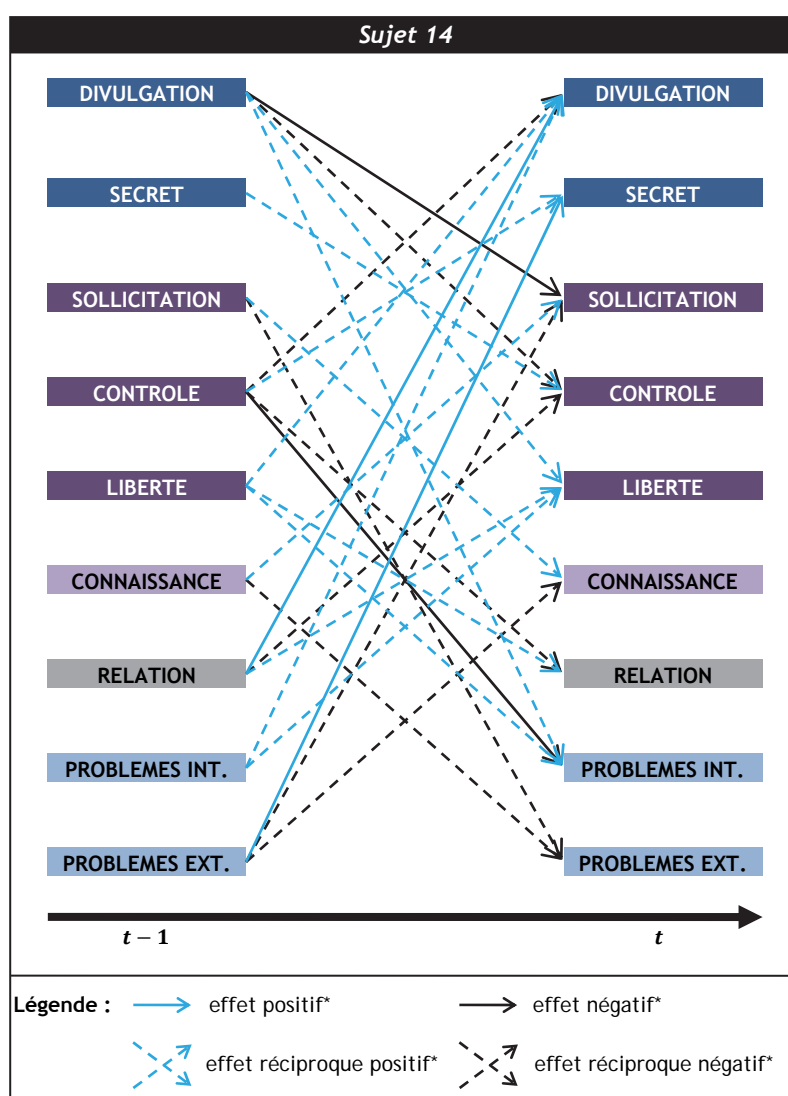 Sujet 14
DIVULGATION DIVULGATION
SECRET SECRET
SOLLICITATION SOLLICITATION
CONTROLE CONTROLE
LIBERTE LIBERTE
CONNAISSANCE CONNAISSANCE
RELATION RELATION
PROBLEMES INT. PROBLEMES INT.
PROBLEMES EXT. PROBLEMES EXT.
t − 1 t
Légende : effet positif* effet négatif*
effet réciproque positif* effet réciproque négatif*